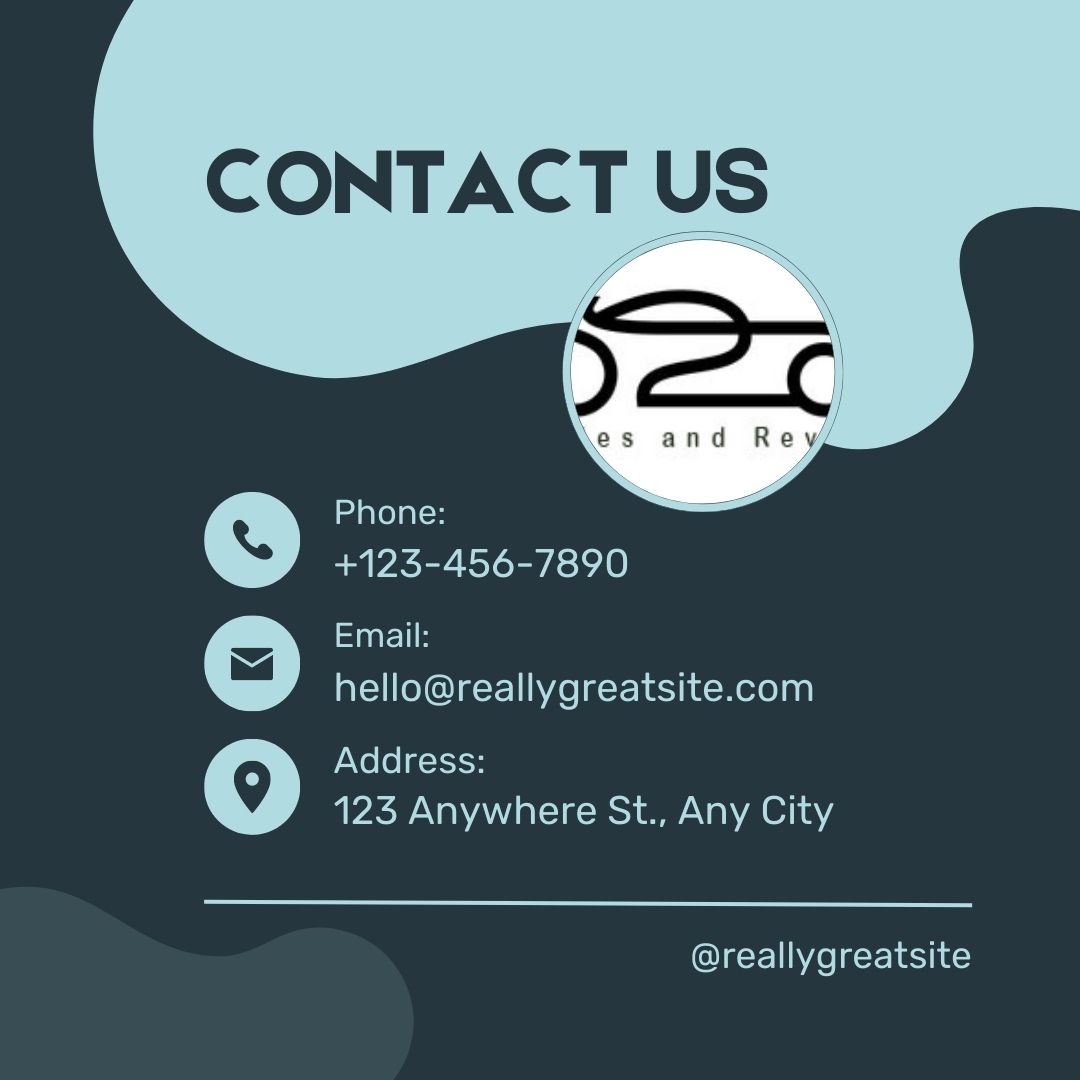 CONTACT US
es and Rev
Phone:
+123-456-7890
Email:
hello@reallygreatsite.com
Address:
123 Anywhere St., Any City
@reallygreatsite